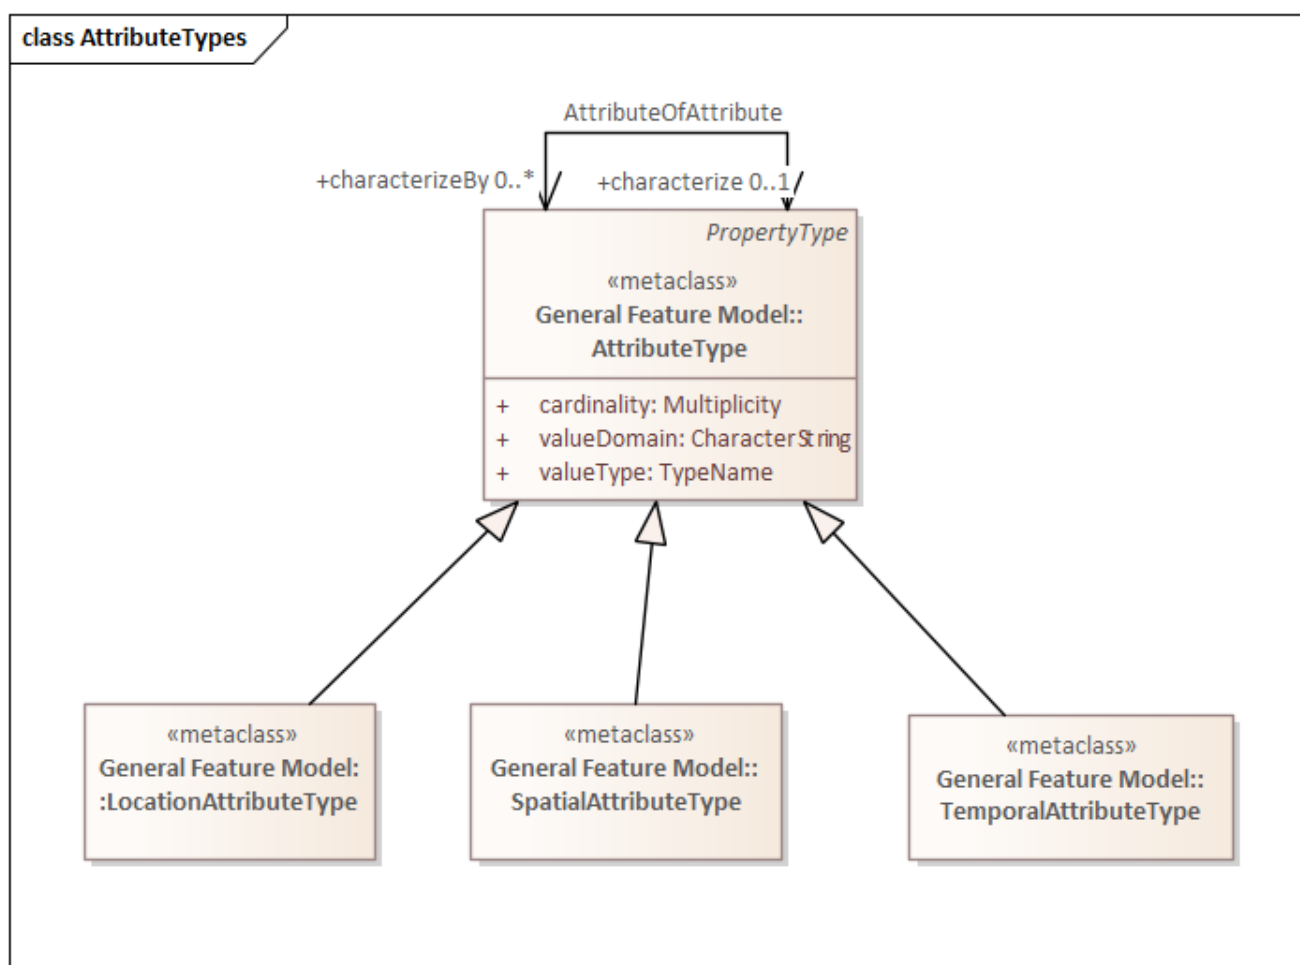 class AttributeTypes
AttributeOfAttribute
+characterizeBy 0..*
+characterize 0..1
PropertyType
«metaclass»
General Feature Model::
AttributeType
+ cardinality: Multiplicity
+ valueDomain: CharacterString
+ valueType: TypeName
«metaclass»
General Feature Model:
:LocationAttributeType
«metaclass»
General Feature Model::
SpatialAttributeType
«metaclass»
General Feature Model::
TemporalAttributeType